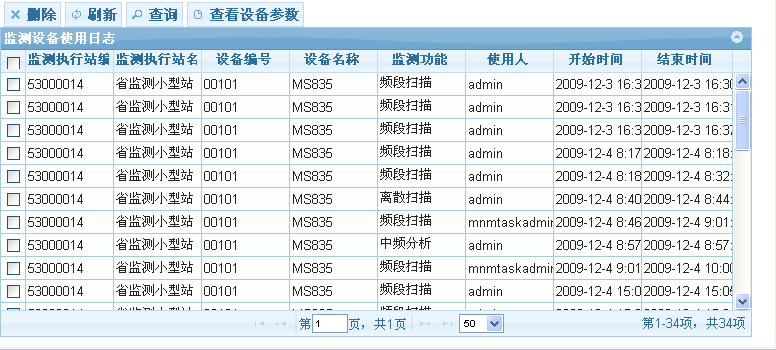 删除 刷新 查询 查看设备参数
监测设备使用日志
监测执行站编 监测执行站名 设备编号 设备名称 监测功能 使用人 开始时间 结束时间
53000014 省监测小型站 00101 MS835 频段扫描 admin 2009-12-3 16:3 2009-12-3 16:30
53000014 省监测小型站 00101 MS835 频段扫描 admin 2009-12-3 16:3 2009-12-3 16:31
53000014 省监测小型站 00101 MS835 频段扫描 admin 2009-12-3 16:3 2009-12-3 16:37
53000014 省监测小型站 00101 MS835 频段扫描 admin 2009-12-4 8:17 2009-12-4 8:18:
53000014 省监测小型站 00101 MS835 频段扫描 admin 2009-12-4 8:18 2009-12-4 8:32:
53000014 省监测小型站 00101 MS835 离散扫描 admin 2009-12-4 8:40 2009-12-4 8:44:
53000014 省监测小型站 00101 MS835 频段扫描 mnmtaskadmin 2009-12-4 8:46 2009-12-4 9:01:
53000014 省监测小型站 00101 MS835 中频分析 admin 2009-12-4 8:57 2009-12-4 8:57:
53000014 省监测小型站 00101 MS835 频段扫描 mnmtaskadmin 2009-12-4 9:01 2009-12-4 10:00
53000014 省监测小型站 00101 MS835 频段扫描 admin 2009-12-4 15:0 2009-12-4 15:05
第 1 页，共1页 50 第1-34项，共34项